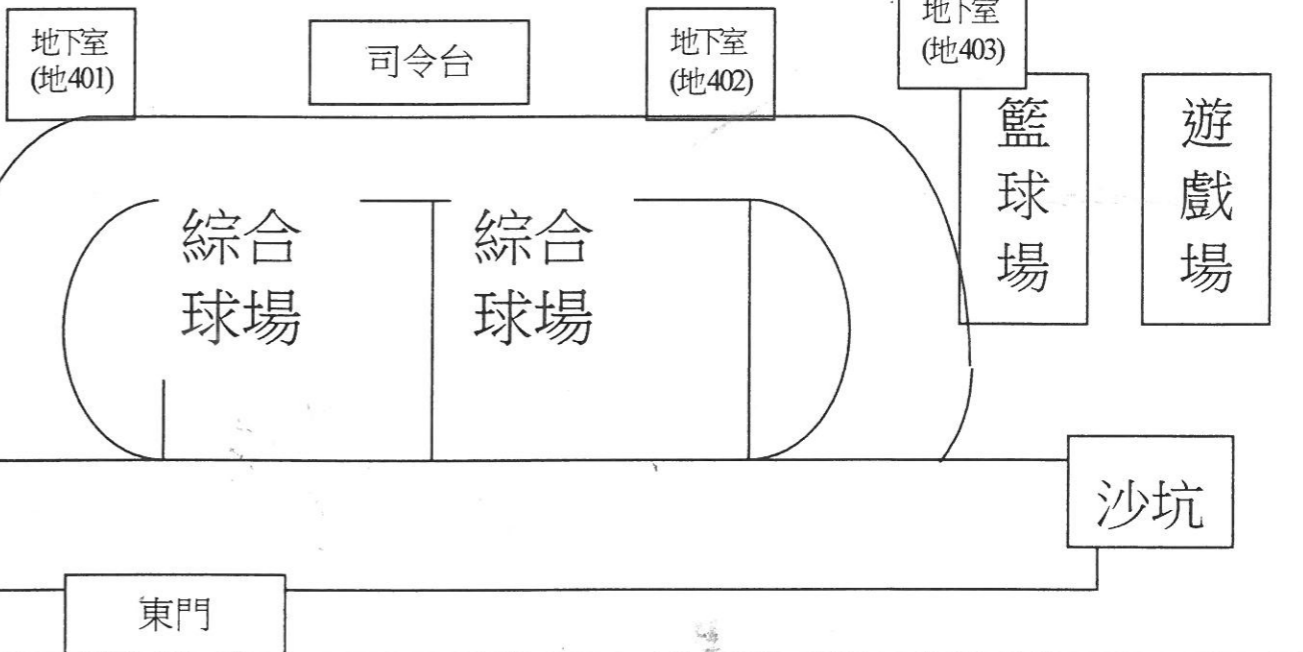 地下室
(地401)
司令台
地下室
(地402)
地下室
(地403)
籃球場
遊戲場
綜合
球場
綜合
球場
沙坑
東門